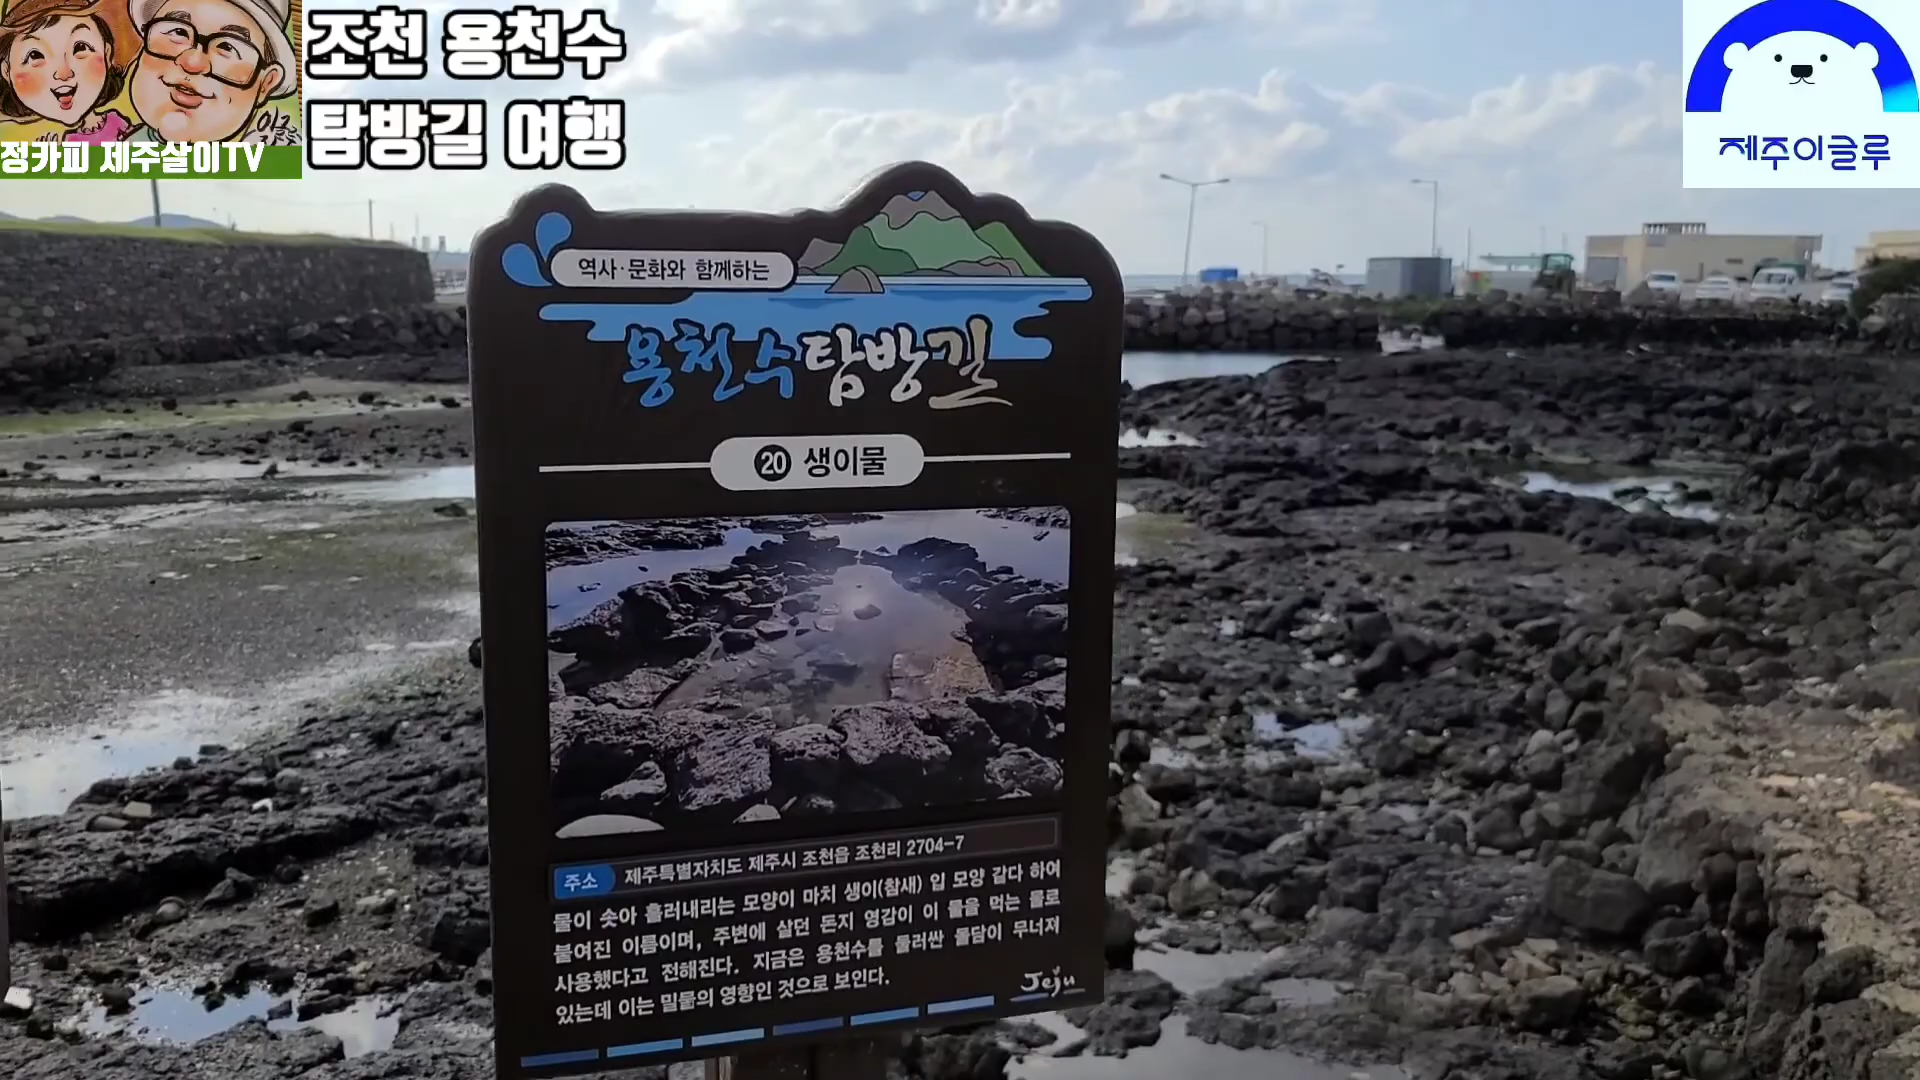 조천 용천수
탐방길 여행
정카피 제주살이TV
제주이글루
역사·문화와 함께하는
용천수탐방길
20 생이물
주소 제주특별자치도 제주시 조천읍 조천리 2704-7
물이 솟아 흘러내리는 모양이 마치 생이(참새) 입 모양 같다 하여
붙여진 이름이며, 주변에 살던 돈지 영감이 이 물을 먹는 물로
사용했다고 전해진다. 지금은 용천수를 둘러싼 돌담이 무너져
있는데 이는 밀물의 영향인 것으로 보인다.
Jeju